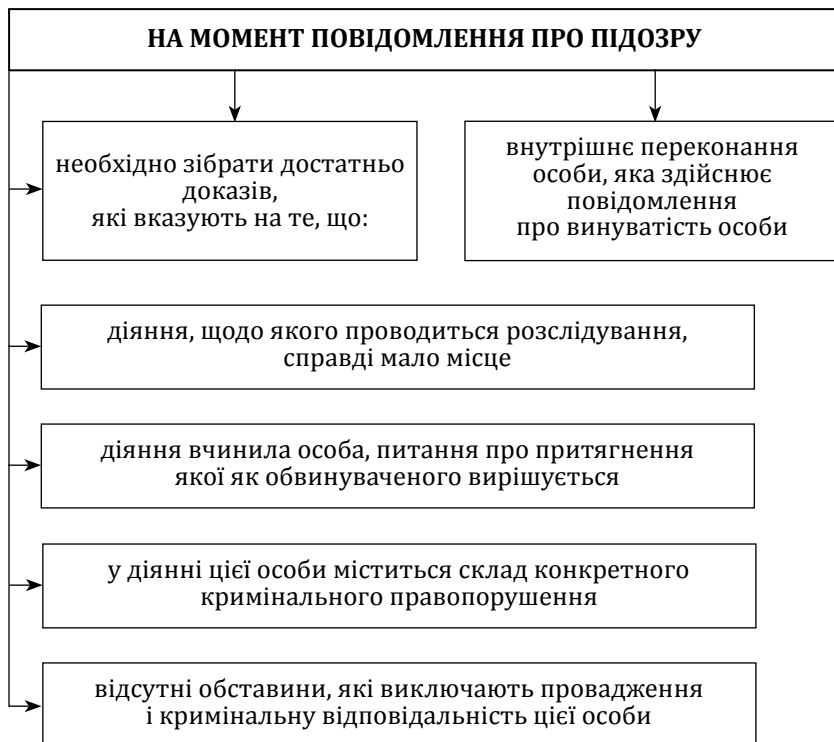 НА МОМЕНТ ПОВІДОМЛЕННЯ ПРО ПІДОЗРУ
необхідно зібрати достатньо
доказів,
які вказують на те, що:
внутрішнє переконання
особи, яка здійснює
повідомлення
про винуватість особи
діяння, щодо якого проводиться розслідування,
справді мало місце
діяння вчинила особа, питання про притягнення
якої як обвинуваченого вирішується
у діянні цієї особи міститься склад конкретного
кримінального правопорушення
відсутні обставини, які виключають провадження
і кримінальну відповідальність цієї особи